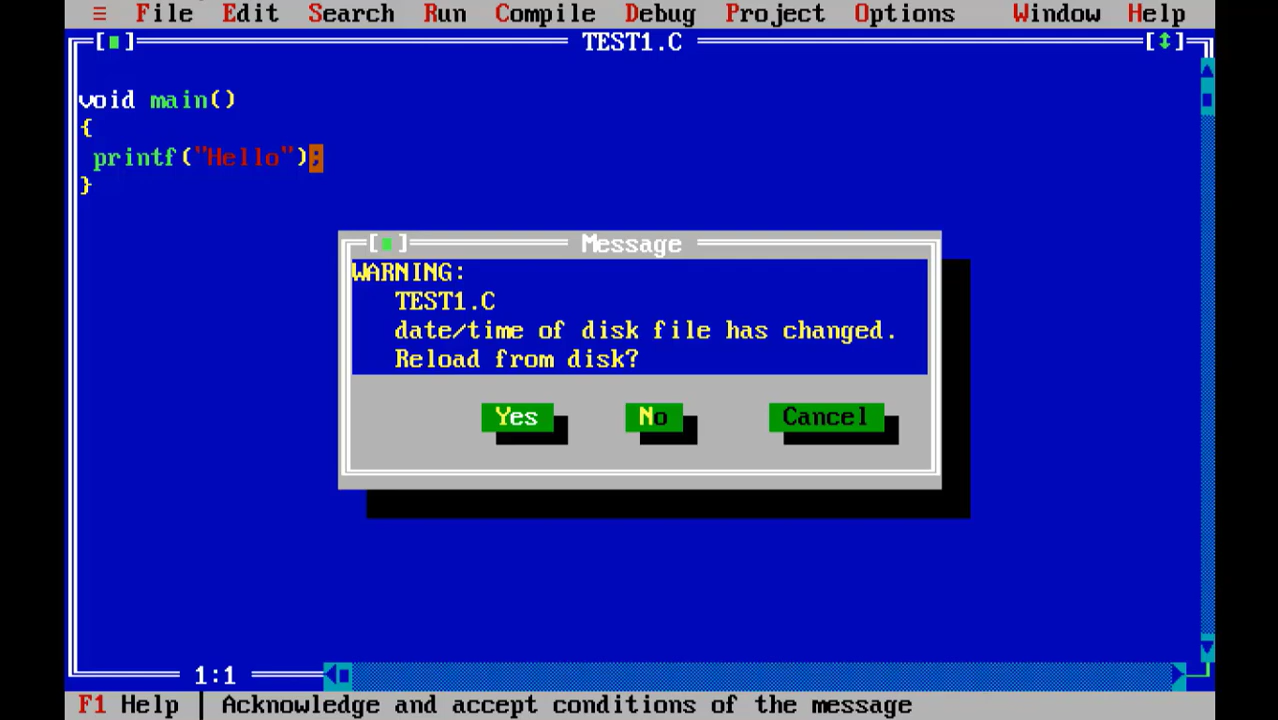 ≡ File Edit Search Run Compile Debug Project Options Window Help
[■] TEST1.C [↕]
void main()
{
printf("Hello");
}
[■] Message
WARNING:
TEST1.C
date/time of disk file has changed.
Reload from disk?
Yes No Cancel
1:1
F1 Help | Acknowledge and accept conditions of the message